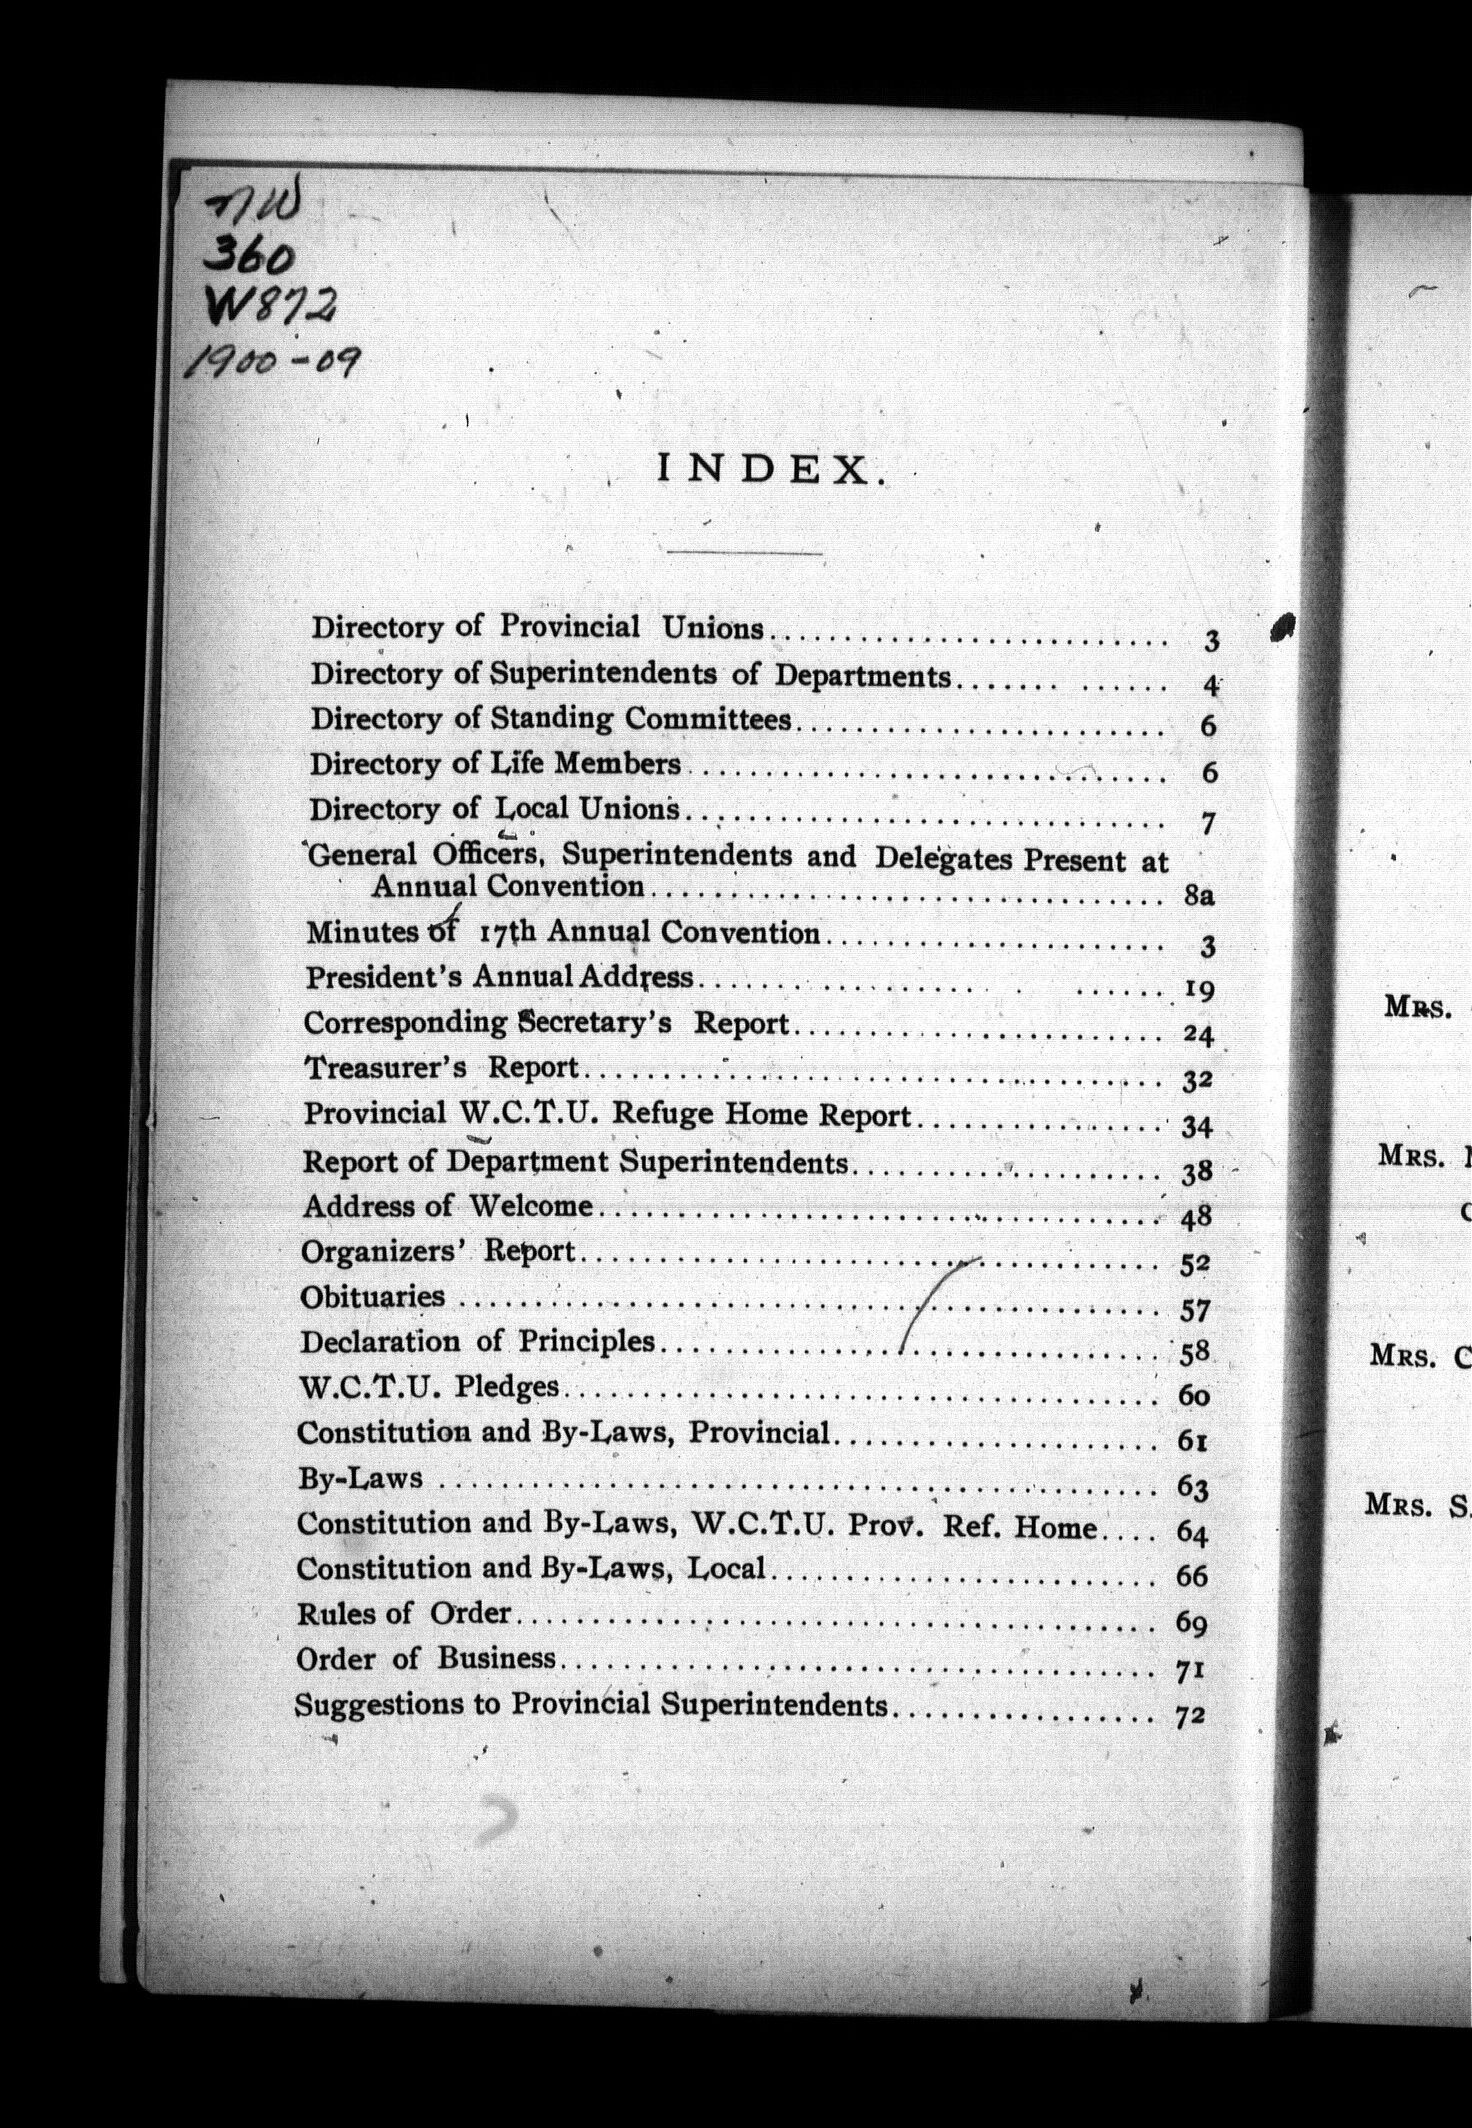 NW
360
W872
1900-09
INDEX.
Directory of Provincial Unions.......................... 3
Directory of Superintendents of Departments....... ...... 4
Directory of Standing Committees........................ 6
Directory of Life Members .............................. 6
Directory of Local Unions............................... 7
General Officers, Superintendents and Delegates Present at
Annual Convention................................. 8a
Minutes of 17th Annual Convention....................... 3
President's Annual Address................... . ...... 19
Corresponding Secretary's Report........................ 24
Treasurer's Report...................................... 32
Provincial W.C.T.U. Refuge Home Report................ 34
Report of Department Superintendents.................... 38
Address of Welcome.................................... 48
Organizers' Report...................................... 52
Obituaries ............................................. 57
Declaration of Principles................................ 58
W.C.T.U. Pledges...................................... 60
Constitution and By-Laws, Provincial..................... 61
By-Laws .............................................. 63
Constitution and By-Laws, W.C.T.U. Prov. Ref. Home.... 64
Constitution and By-Laws, Local......................... 66
Rules of Order......................................... 69
Order of Business...................................... 71
Suggestions to Provincial Superintendents................. 72
MRS.
MRS.
MRS. C
MRS. S.